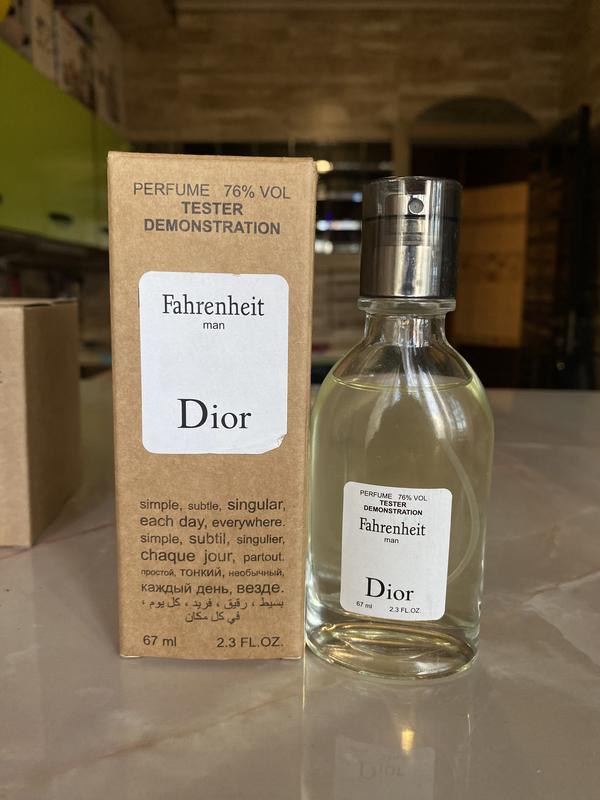 PERFUME 76% VOL
TESTER
DEMONSTRATION
Fahrenheit
man
Dior
simple, subtle, singular,
each day, everywhere.
simple, subtil, singulier,
chaque jour, partout.
простой, тонкий, необычный,
каждый день, везде.
بسيط ، رقيق ، فريد ، كل يوم ،
في كل مكان
67 ml 2.3 FL.OZ.
PERFUME 76% VOL
TESTER
DEMONSTRATION
Fahrenheit
man
Dior
67 ml 2.3 FL.OZ.